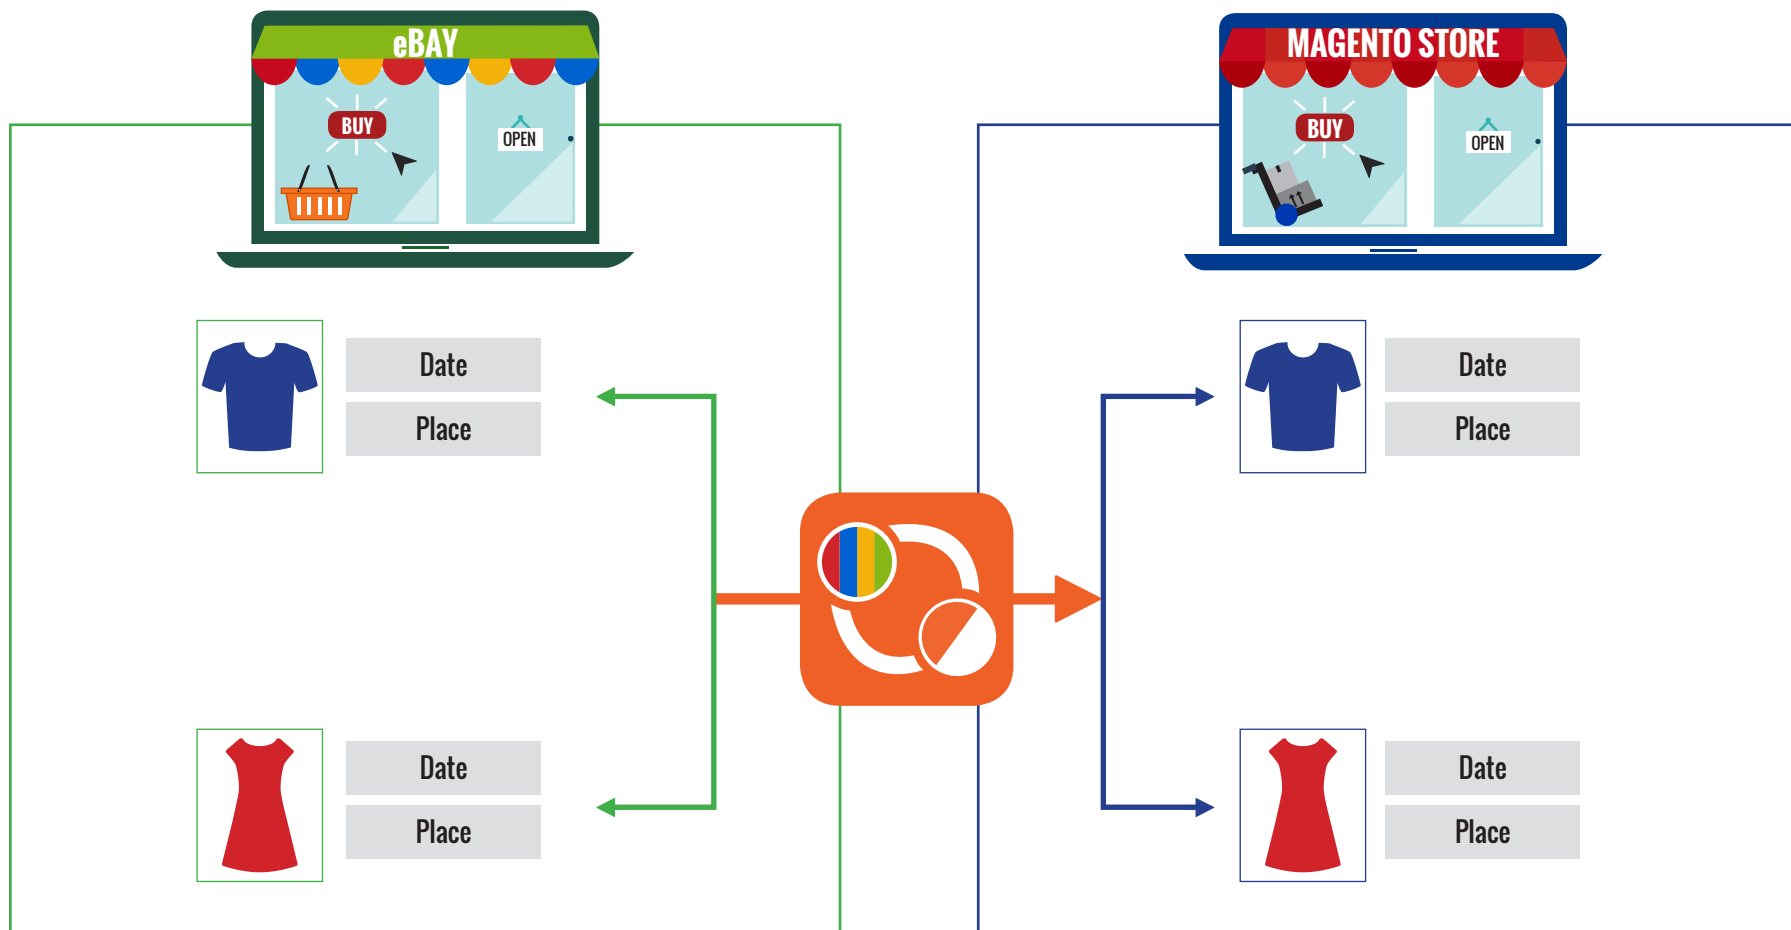 eBAY
BUY
OPEN
MAGENTO STORE
BUY
OPEN
Date
Place
Date
Place
Date
Place
Date
Place